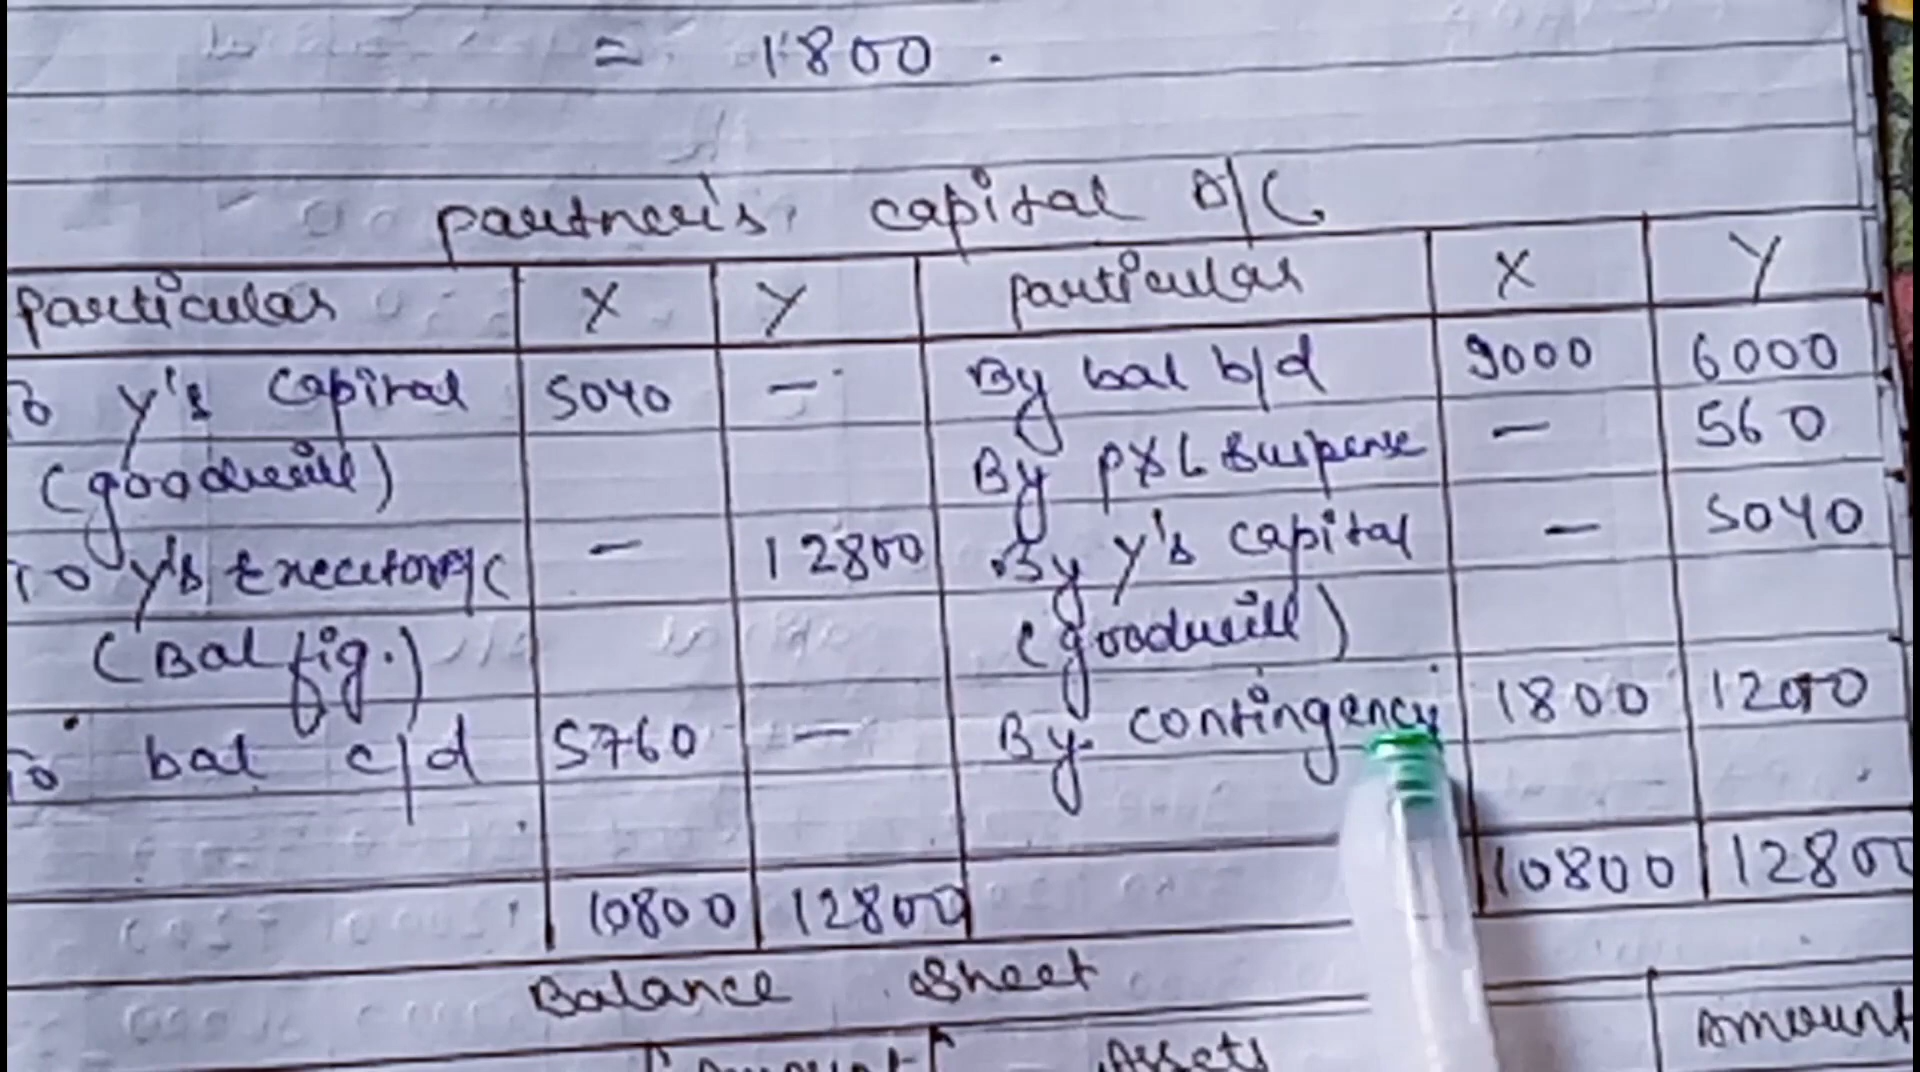 = 1800.
partner's capital A/C
Particulars X Y particulars X Y
To Y's capital 5040 — By bal b/d 9000 6000
(goodwill) By P&L suspense — 560
To Y's Executor A/C — 12800 By Y's capital — 5040
(Bal fig.) (goodwill)
To bal c/d 5760 — By contingency 1800 1200
10800 12800 10800 12800
Balance Sheet
Amount Assets Amount